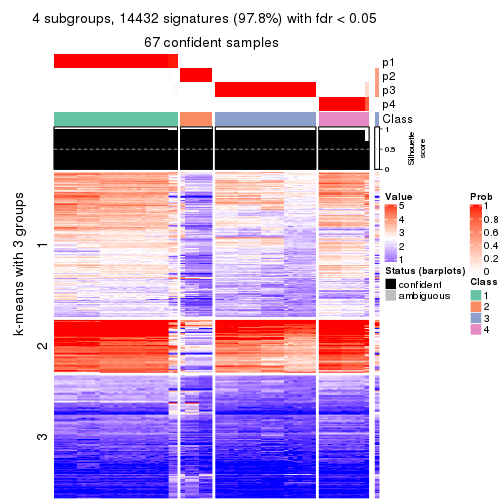 4 subgroups, 14432 signatures (97.8%) with fdr < 0.05
67 confident samples
p1
p2
p3
p4
Class
1
0.5
0
Silhouette
score
k-means with 3 groups
1
2
3
Value
5
4
3
2
1
Status (barplots)
confident
ambiguous
Prob
1
0.8
0.6
0.4
0.2
0
Class
1
2
3
4